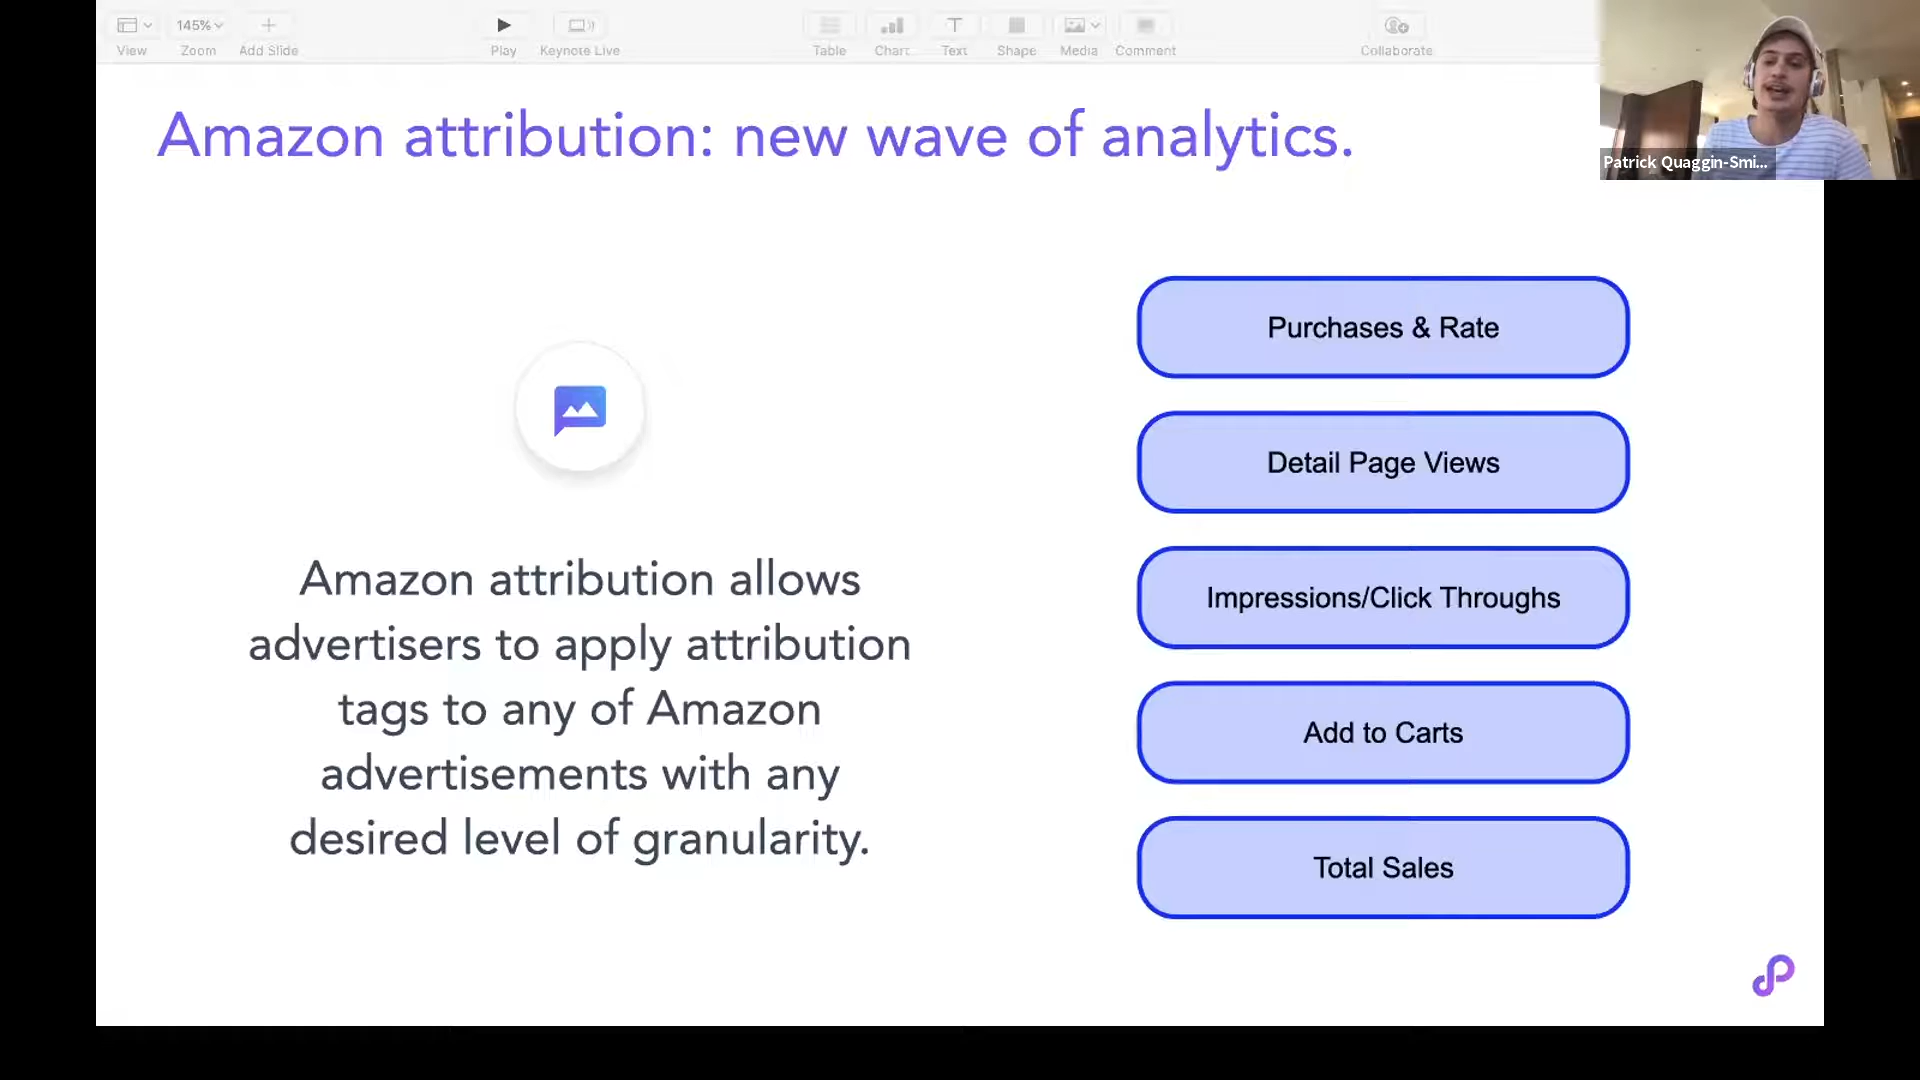 145%
View
Zoom
Add Slide
Play
Keynote Live
Table
Chart
Text
Shape
Media
Comment
Collaborate
Patrick Quaggin-Smi...
Amazon attribution: new wave of analytics.
Amazon attribution allows
advertisers to apply attribution
tags to any of Amazon
advertisements with any
desired level of granularity.
Purchases & Rate
Detail Page Views
Impressions/Click Throughs
Add to Carts
Total Sales